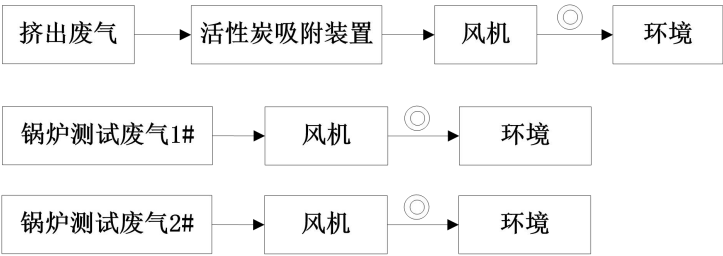 挤出废气 活性炭吸附装置 风机 环境
锅炉测试废气1# 风机 环境
锅炉测试废气2# 风机 环境